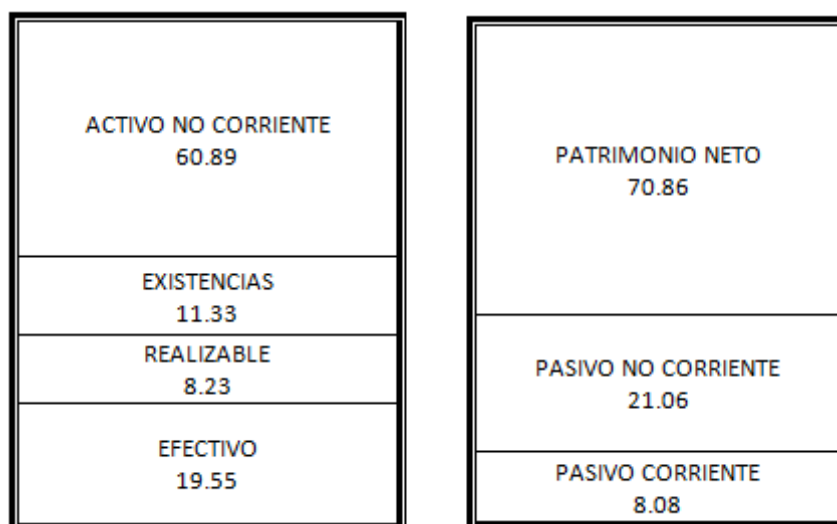 ACTIVO NO CORRIENTE
60.89
EXISTENCIAS
11.33
REALIZABLE
8.23
EFECTIVO
19.55
PATRIMONIO NETO
70.86
PASIVO NO CORRIENTE
21.06
PASIVO CORRIENTE
8.08